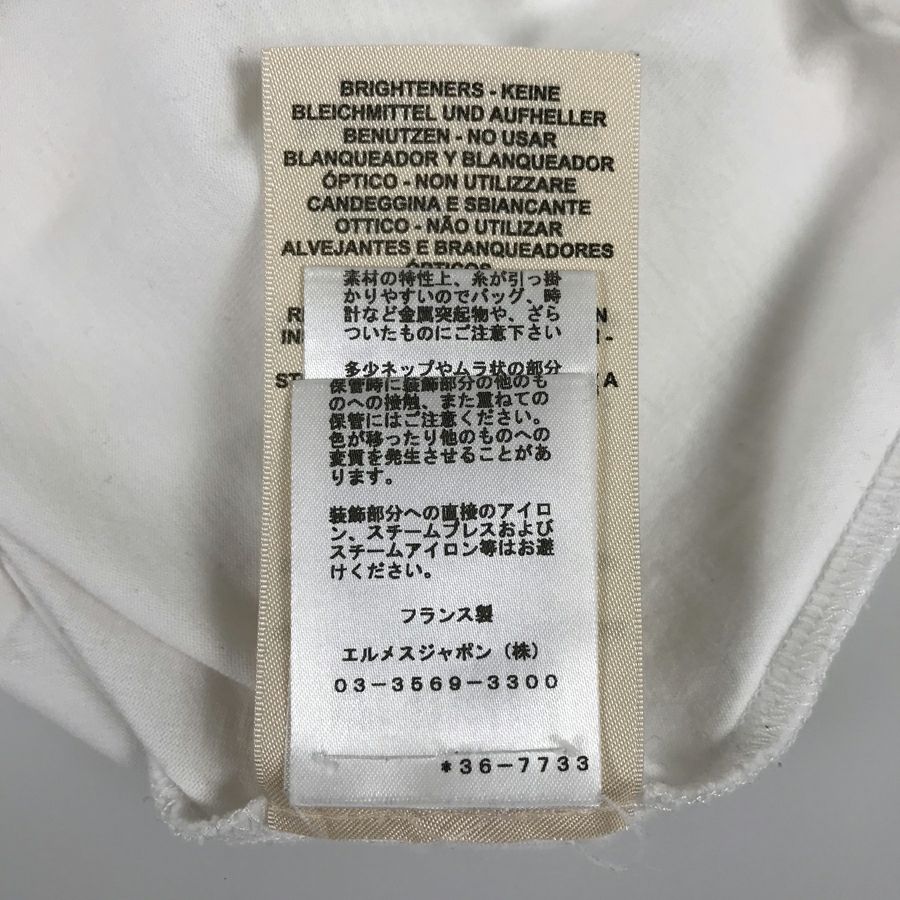 BRIGHTENERS - KEINE
BLEICHMITTEL UND AUFHELLER
BENUTZEN - NO USAR
BLANQUEADOR Y BLANQUEADOR
ÓPTICO - NON UTILIZZARE
CANDEGGINA E SBIANCANTE
OTTICO - NÃO UTILIZAR
ALVEJANTES E BRANQUEADORES
ÓPTICOS
素材の特性上、糸が引っ掛
かりやすいのでバッグ、時
計など金属突起物や、ざら
ついたものにご注意下さい
多少ネップやムラ状の部分
保管時に装飾部分の他のも
のへの接触、また重ねての
保管にはご注意ください。
色が移ったり他のものへの
変質を発生させることがあ
ります。
装飾部分への直接のアイロ
ン、スチームプレスおよび
スチームアイロン等はお避
けください。
フランス製
エルメスジャポン（株）
03-3569-3300
*36-7733